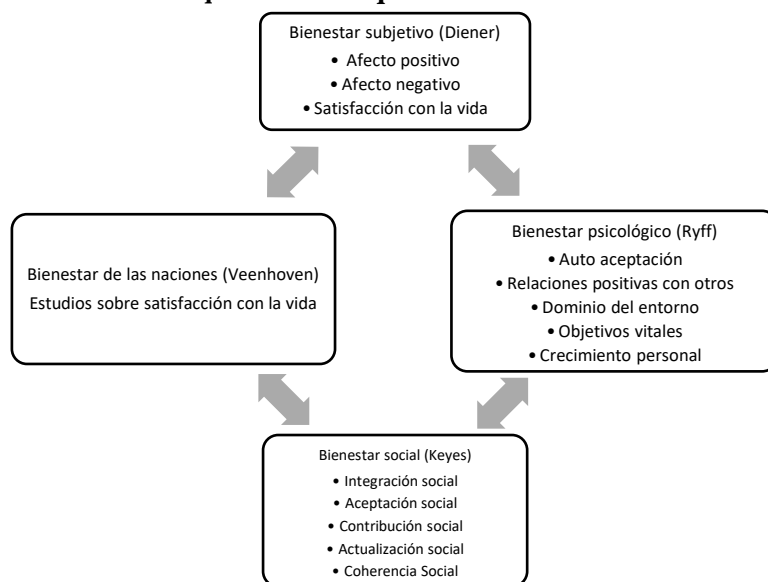 Bienestar subjetivo (Diener)
• Afecto positivo
• Afecto negativo
• Satisfacción con la vida
Bienestar de las naciones (Veenhoven)
Estudios sobre satisfacción con la vida
Bienestar psicológico (Ryff)
• Auto aceptación
• Relaciones positivas con otros
• Dominio del entorno
• Objetivos vitales
• Crecimiento personal
Bienestar social (Keyes)
• Integración social
• Aceptación social
• Contribución social
• Actualización social
• Coherencia Social